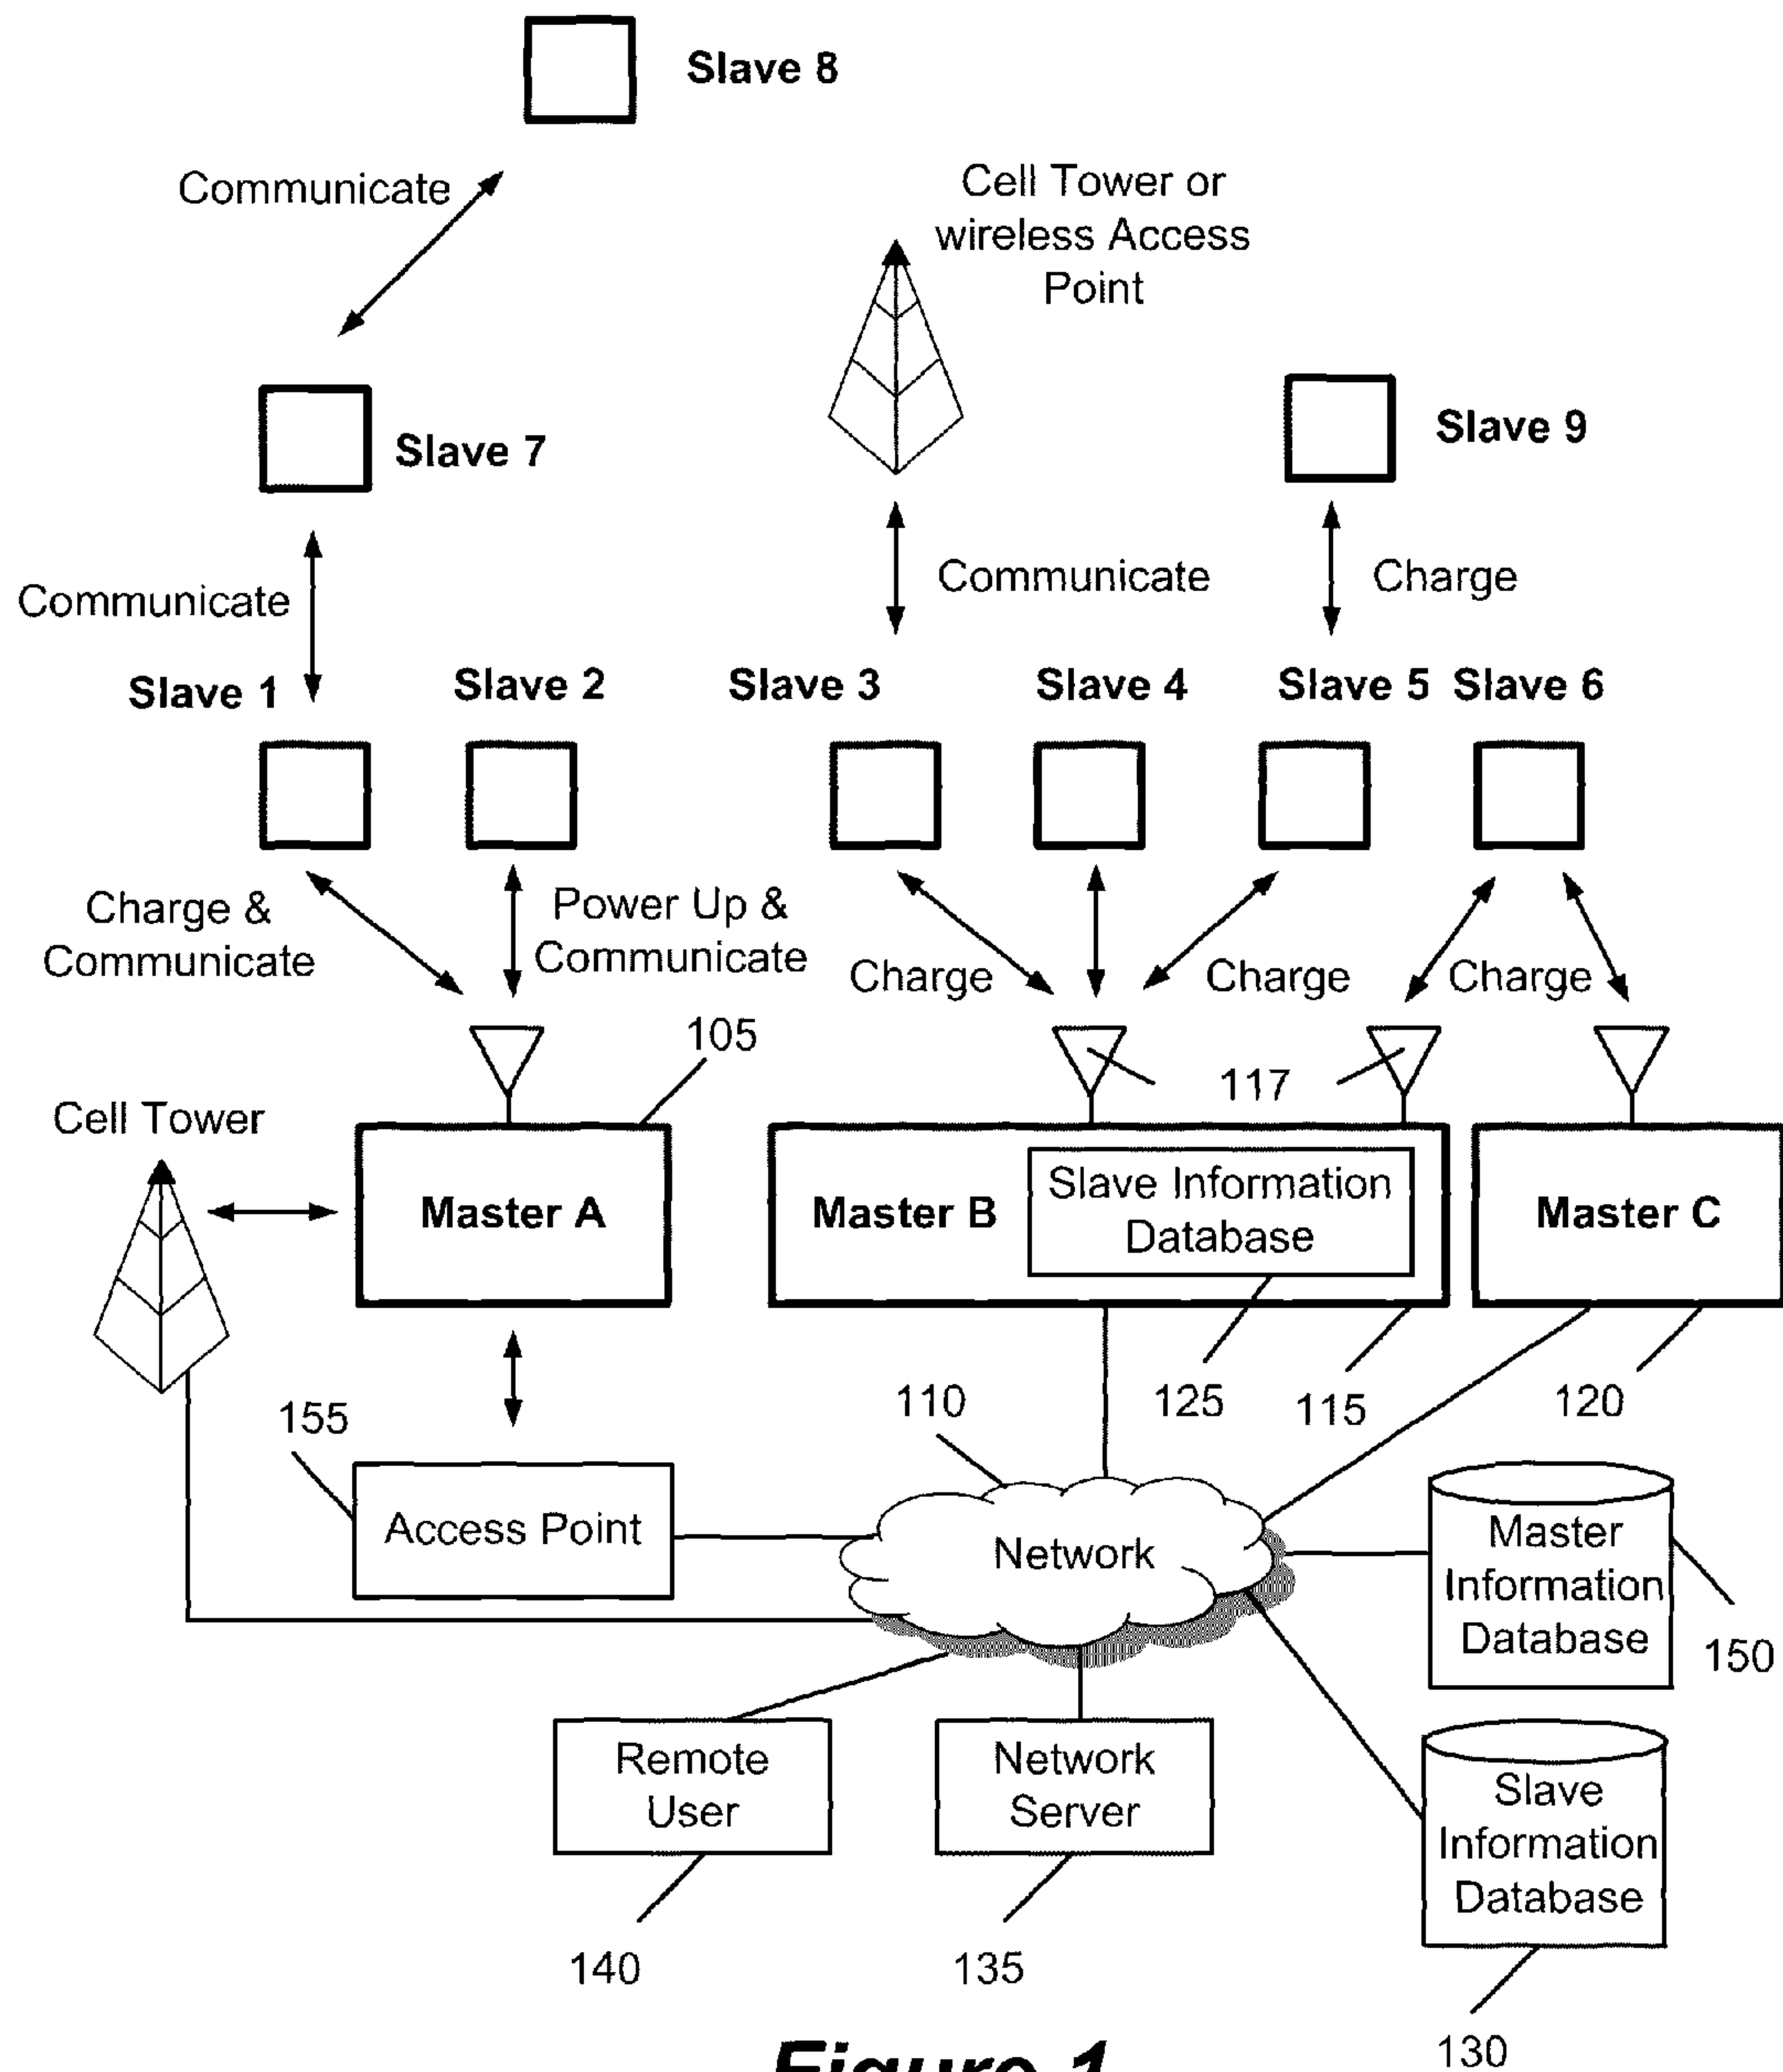 Slave 8
Communicate
Cell Tower or
wireless Access
Point
Slave 7
Slave 9
Communicate
Communicate
Charge
Slave 1
Slave 2
Slave 3
Slave 4
Slave 5
Slave 6
Charge &
Communicate
Power Up &
Communicate
Charge
Charge
Charge
105
117
Cell Tower
Master A
Master B
Slave Information
Database
Master C
110
125
115
120
155
Access Point
Network
Master
Information
Database
150
Remote
User
Network
Server
Slave
Information
Database
140
135
130
Figure 1